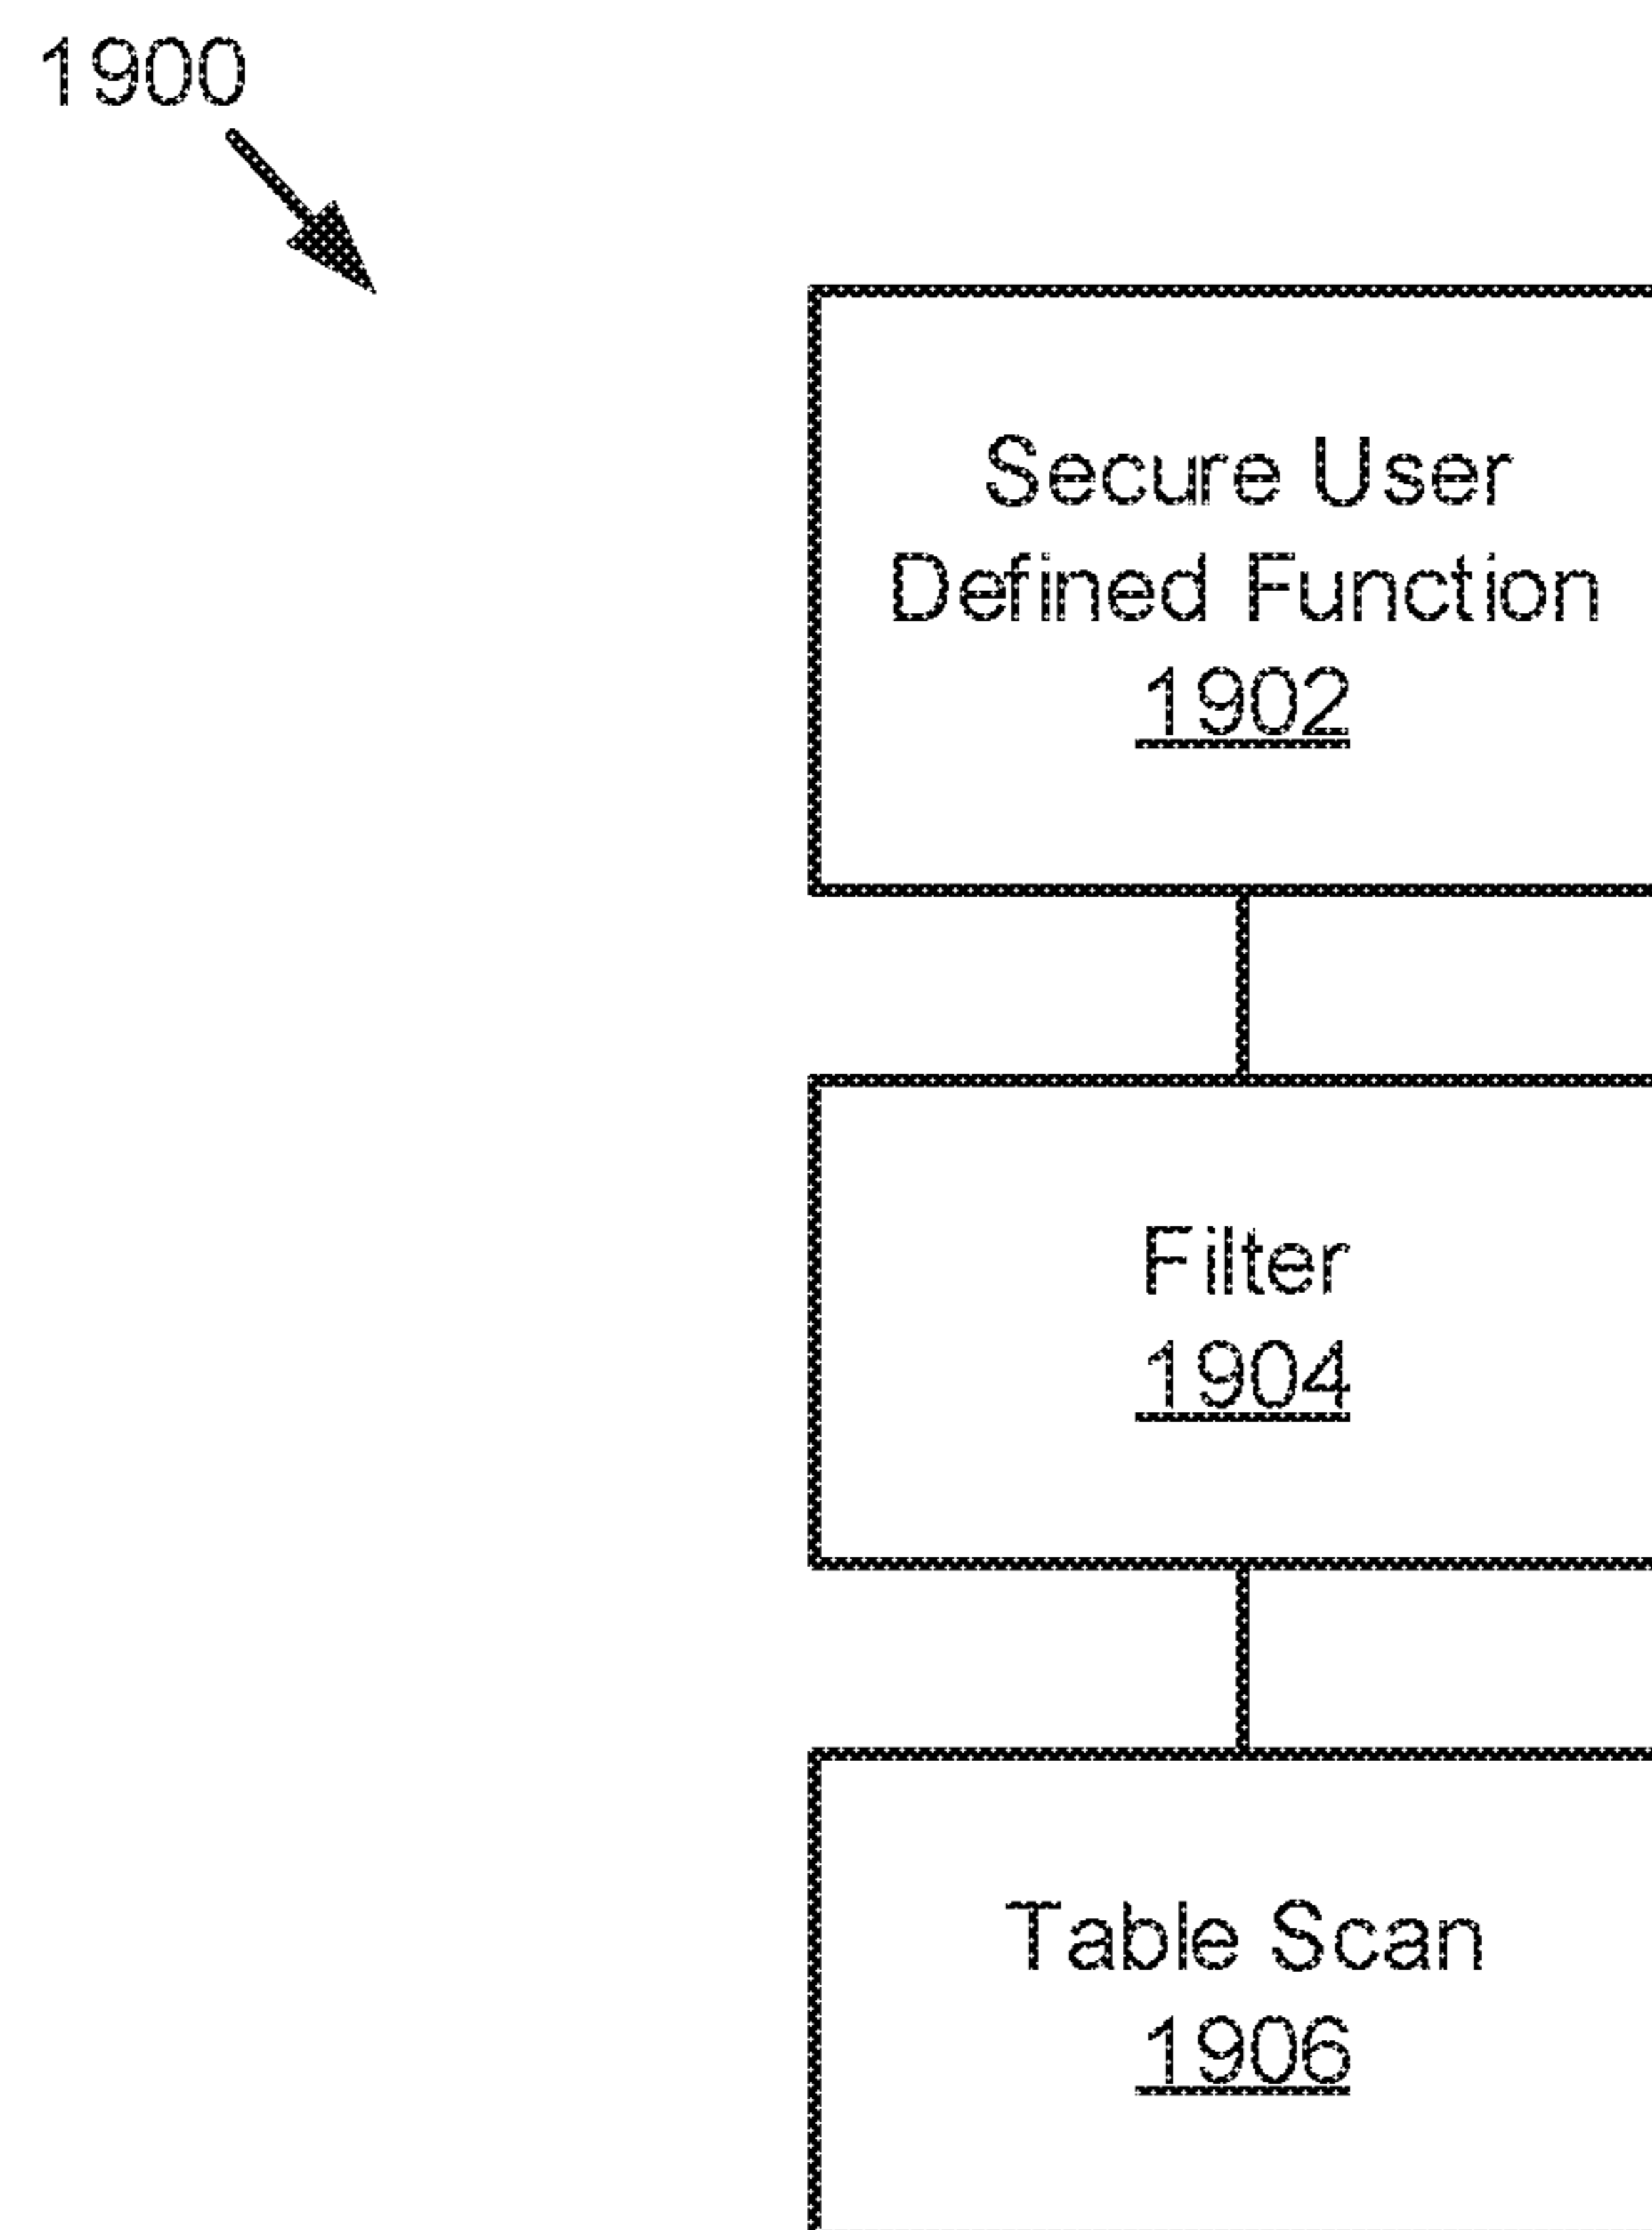 1900
Secure User
Defined Function
1902
Filter
1904
Table Scan
1906